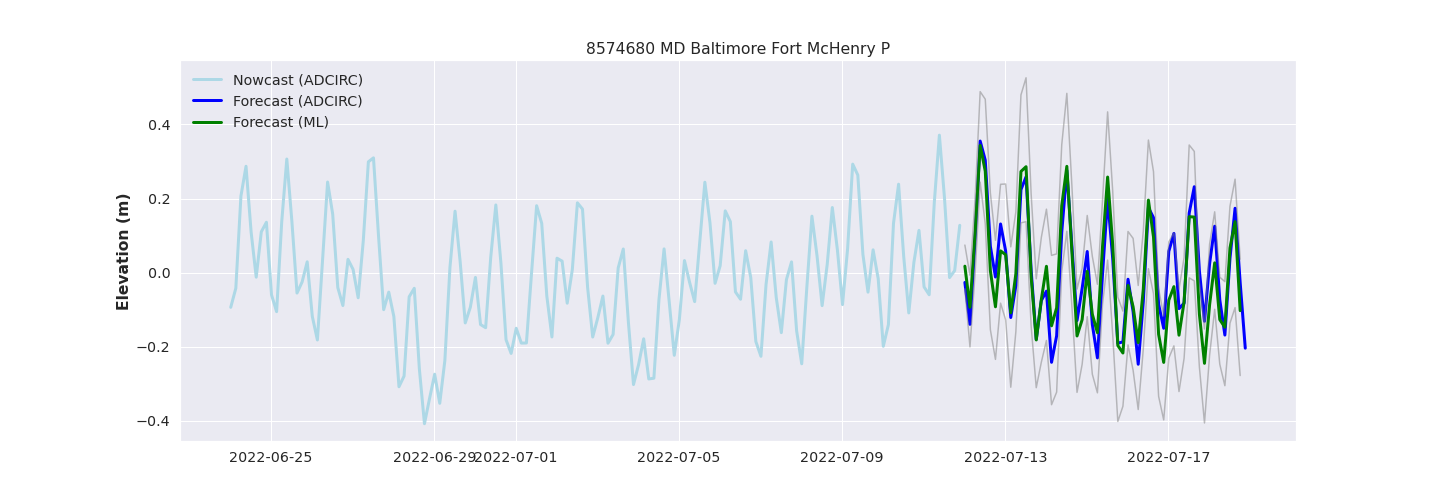 8574680 MD Baltimore Fort McHenry P
Nowcast (ADCIRC)
Forecast (ADCIRC)
Forecast (ML)
Elevation (m)
0.4
0.2
0.0
−0.2
−0.4
2022-06-25 2022-06-29 2022-07-01 2022-07-05 2022-07-09 2022-07-13 2022-07-17